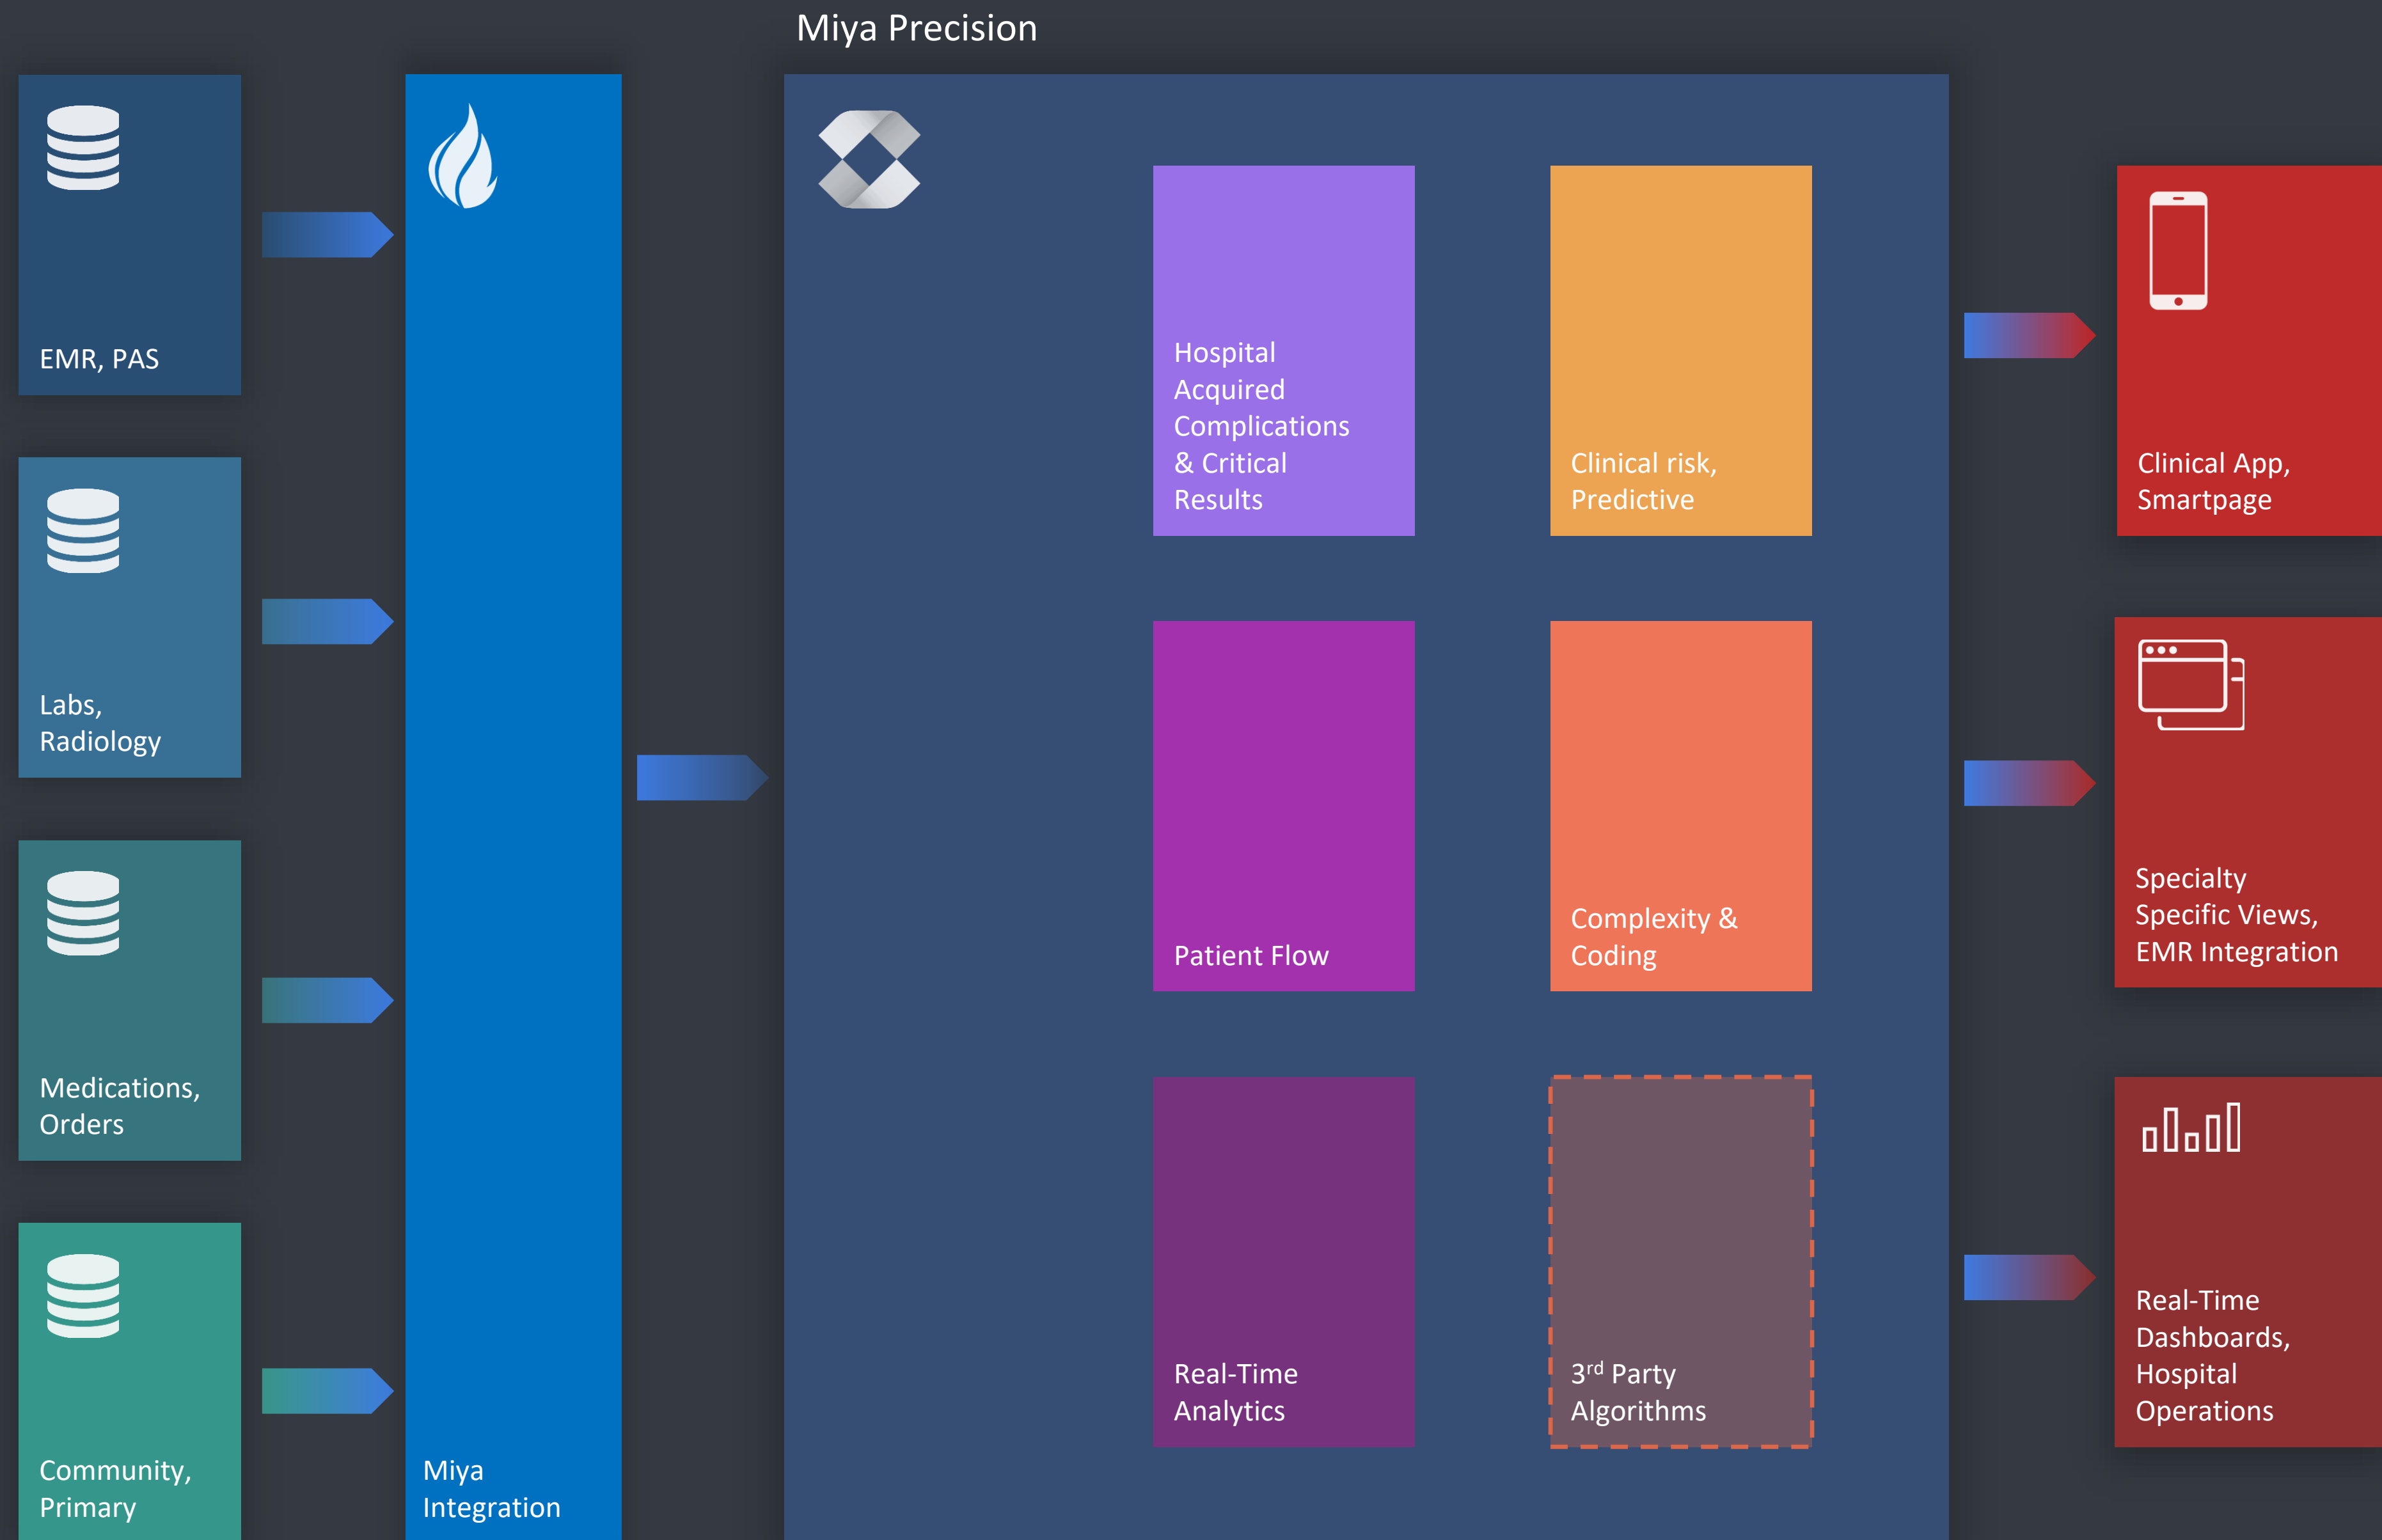 Miya Precision
EMR, PAS
Labs,
Radiology
Medications,
Orders
Community,
Primary
Miya
Integration
Hospital
Acquired
Complications
& Critical
Results
Clinical risk,
Predictive
Patient Flow
Complexity &
Coding
Real-Time
Analytics
3rd Party
Algorithms
Clinical App,
Smartpage
Specialty
Specific Views,
EMR Integration
Real-Time
Dashboards,
Hospital
Operations